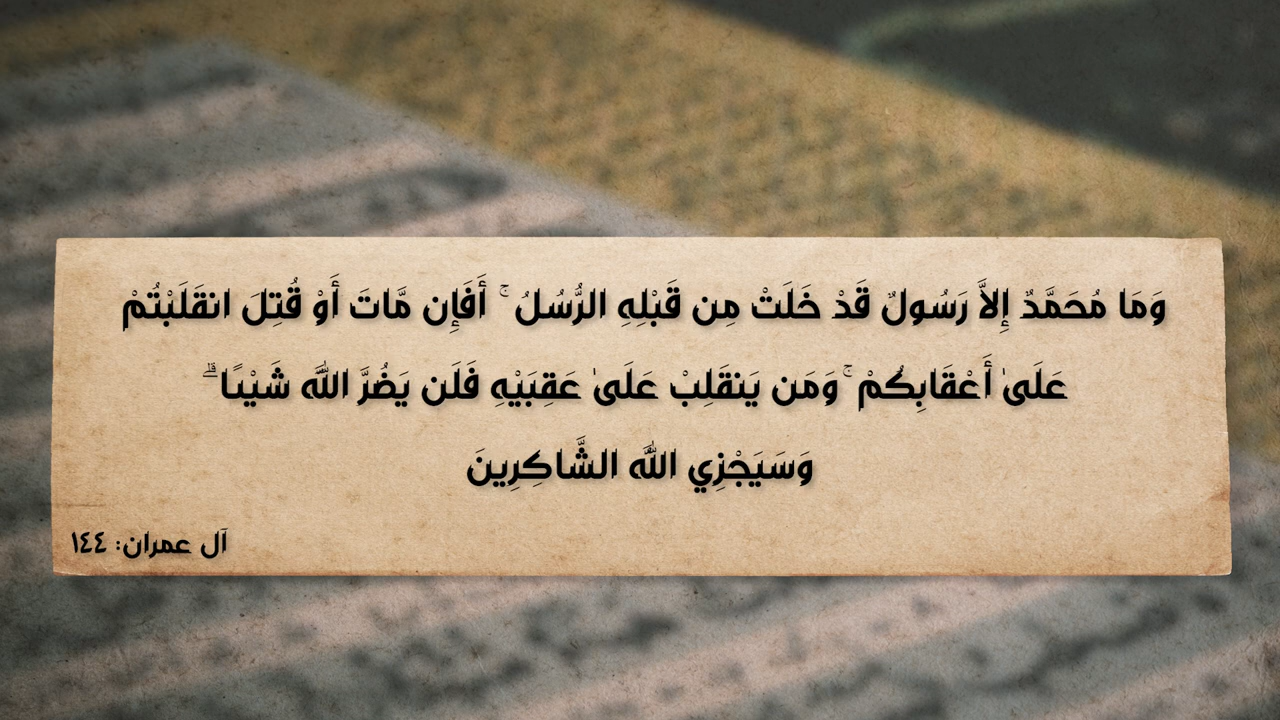 وَمَا مُحَمَّدٌ إِلاَّ رَسُولٌ قَدْ خَلَتْ مِن قَبْلِهِ الرُّسُلُ ۚ أَفَإِن مَّاتَ أَوْ قُتِلَ انقَلَبْتُمْ
عَلَىٰ أَعْقَابِكُمْ ۚ وَمَن يَنقَلِبْ عَلَىٰ عَقِبَيْهِ فَلَن يَضُرَّ اللَّهَ شَيْئًا ۗ
وَسَيَجْزِي اللَّهُ الشَّاكِرِينَ
آل عمران: ١٤٤